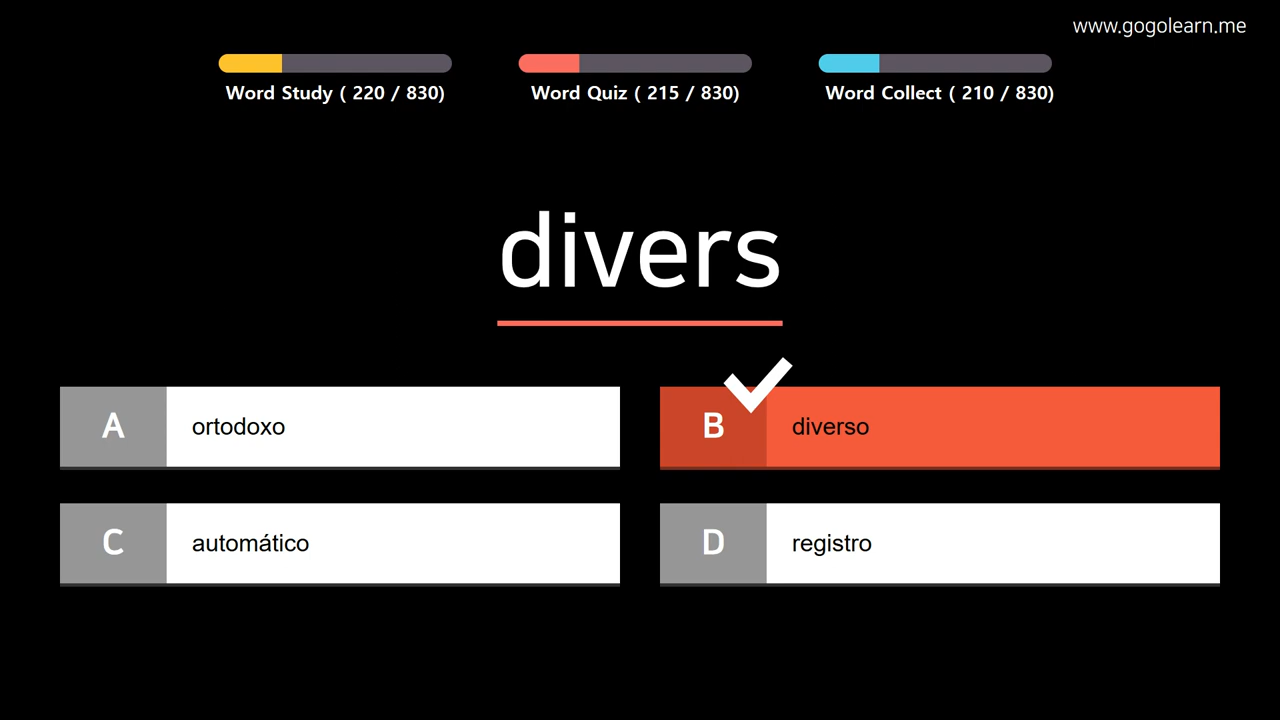 www.gogolearn.me
Word Study ( 220 / 830)
Word Quiz ( 215 / 830)
Word Collect ( 210 / 830)
divers
A ortodoxo
B diverso
C automático
D registro